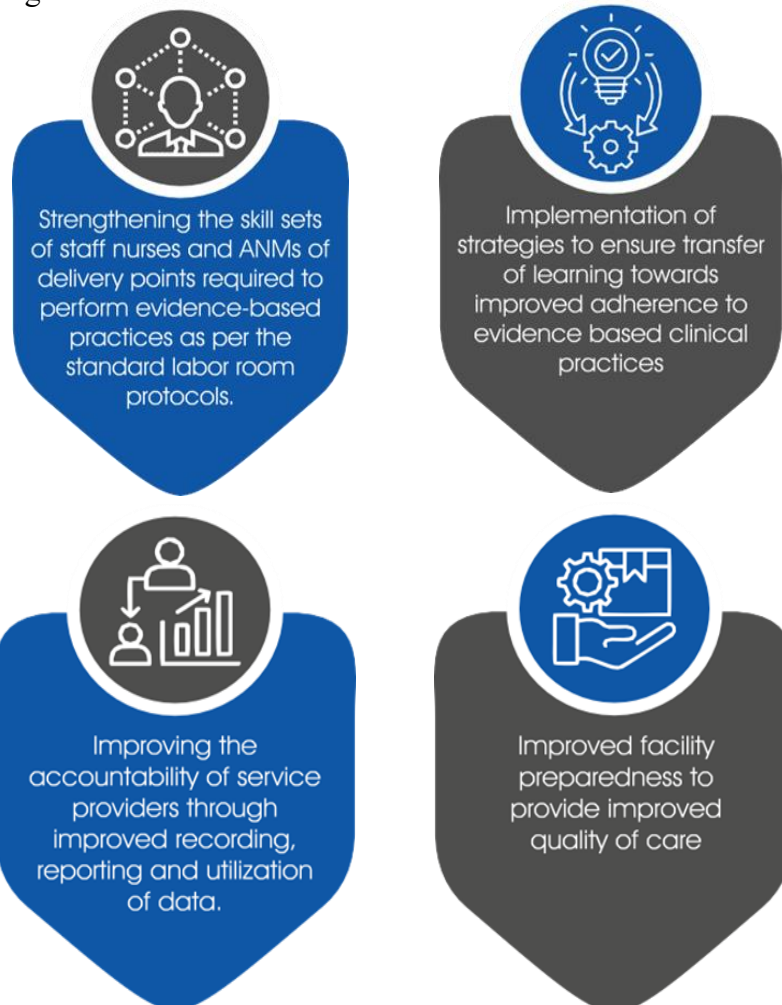 g
Strengthening the skill sets
of staff nurses and ANMs of
delivery points required to
perform evidence-based
practices as per the
standard labor room
protocols.
Implementation of
strategies to ensure transfer
of learning towards
improved adherence to
evidence based clinical
practices
Improving the
accountability of service
providers through
improved recording,
reporting and utilization
of data.
Improved facility
preparedness to
provide improved
quality of care